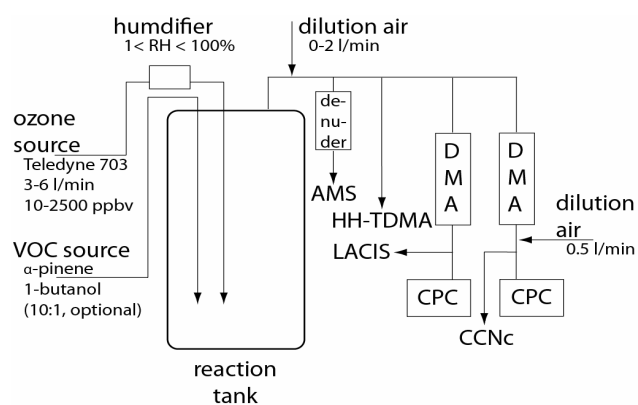 humdifier
1< RH < 100%
dilution air
0-2 l/min
ozone
source
Teledyne 703
3-6 l/min
10-2500 ppbv
VOC source
α-pinene
1-butanol
(10:1, optional)
reaction
tank
de-
nu-
der
AMS
HH-TDMA
LACIS
D
M
A
CPC
D
M
A
CPC
CCNc
dilution
air
0.5 l/min